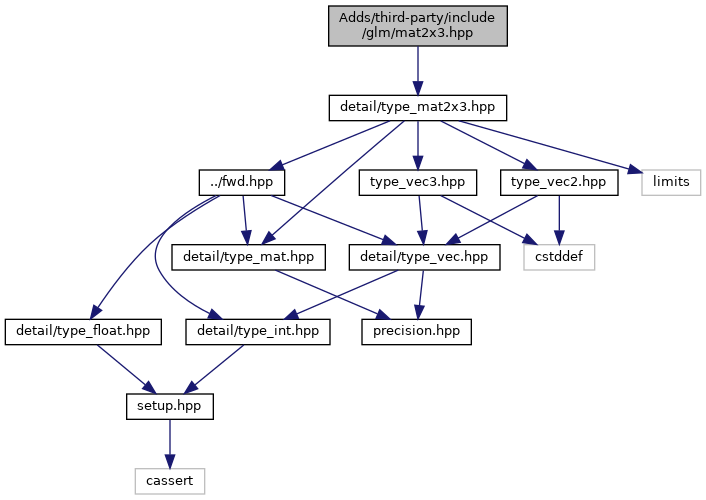 Adds/third-party/include
/glm/mat2x3.hpp
detail/type_mat2x3.hpp
../fwd.hpp
type_vec3.hpp
type_vec2.hpp
limits
detail/type_mat.hpp
detail/type_vec.hpp
cstddef
detail/type_float.hpp
detail/type_int.hpp
precision.hpp
setup.hpp
cassert